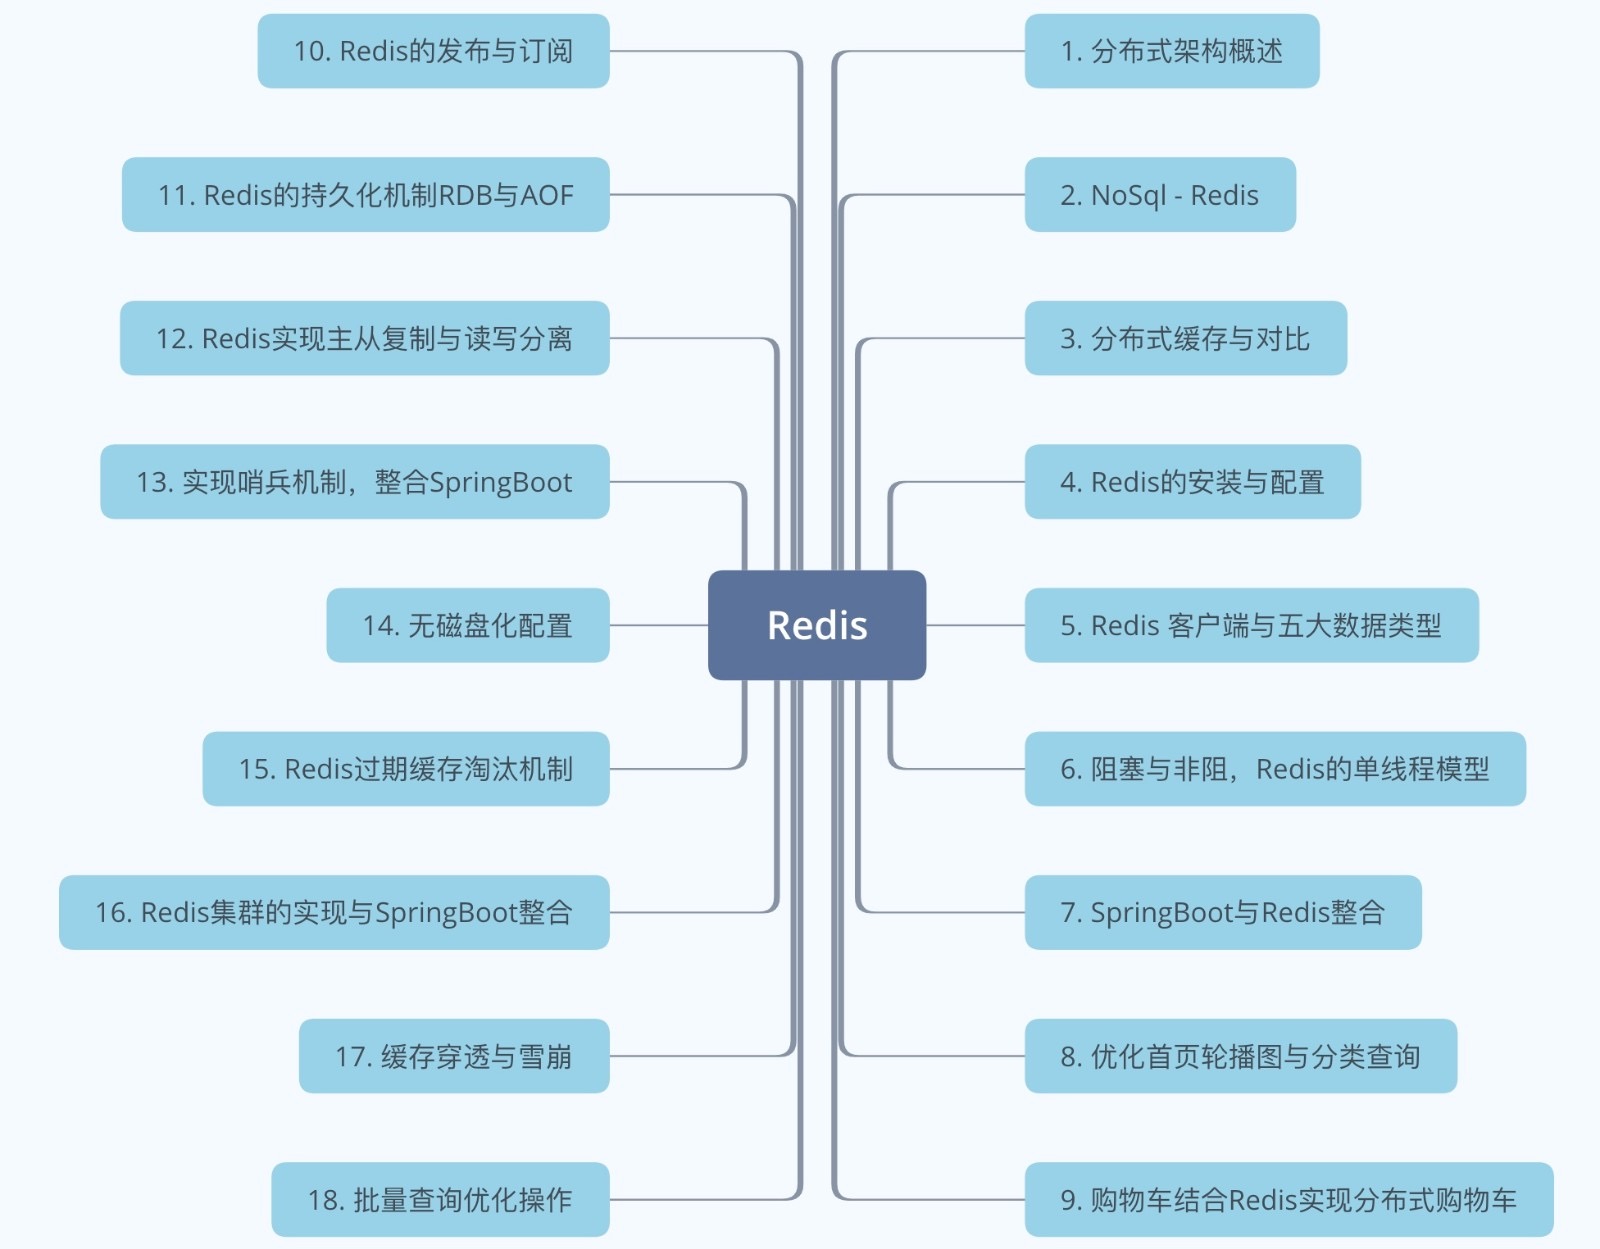 Redis
1. 分布式架构概述
2. NoSql - Redis
3. 分布式缓存与对比
4. Redis的安装与配置
5. Redis 客户端与五大数据类型
6. 阻塞与非阻，Redis的单线程模型
7. SpringBoot与Redis整合
8. 优化首页轮播图与分类查询
9. 购物车结合Redis实现分布式购物车
10. Redis的发布与订阅
11. Redis的持久化机制RDB与AOF
12. Redis实现主从复制与读写分离
13. 实现哨兵机制，整合SpringBoot
14. 无磁盘化配置
15. Redis过期缓存淘汰机制
16. Redis集群的实现与SpringBoot整合
17. 缓存穿透与雪崩
18. 批量查询优化操作